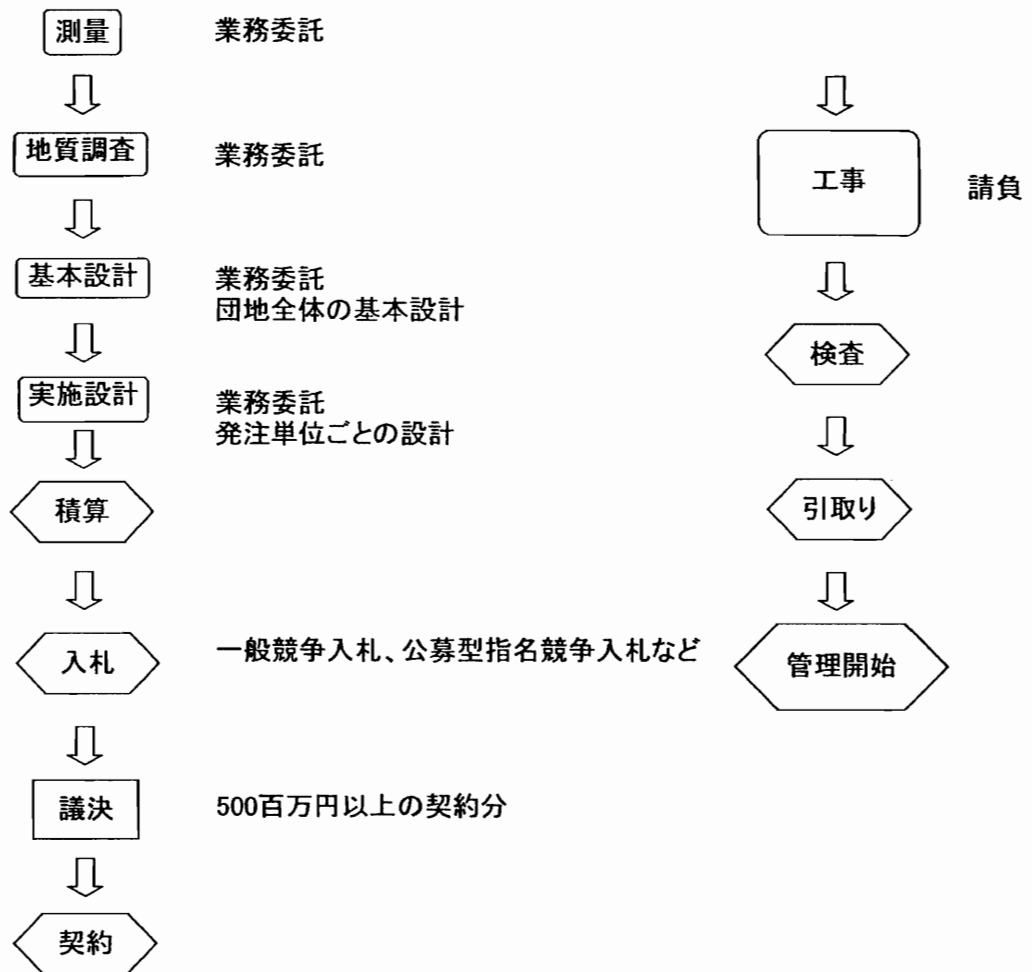 測量
業務委託
地質調査
業務委託
基本設計
業務委託
団地全体の基本設計
実施設計
業務委託
発注単位ごとの設計
積算
入札
一般競争入札、公募型指名競争入札など
議決
500百万円以上の契約分
契約
工事
請負
検査
引取り
管理開始